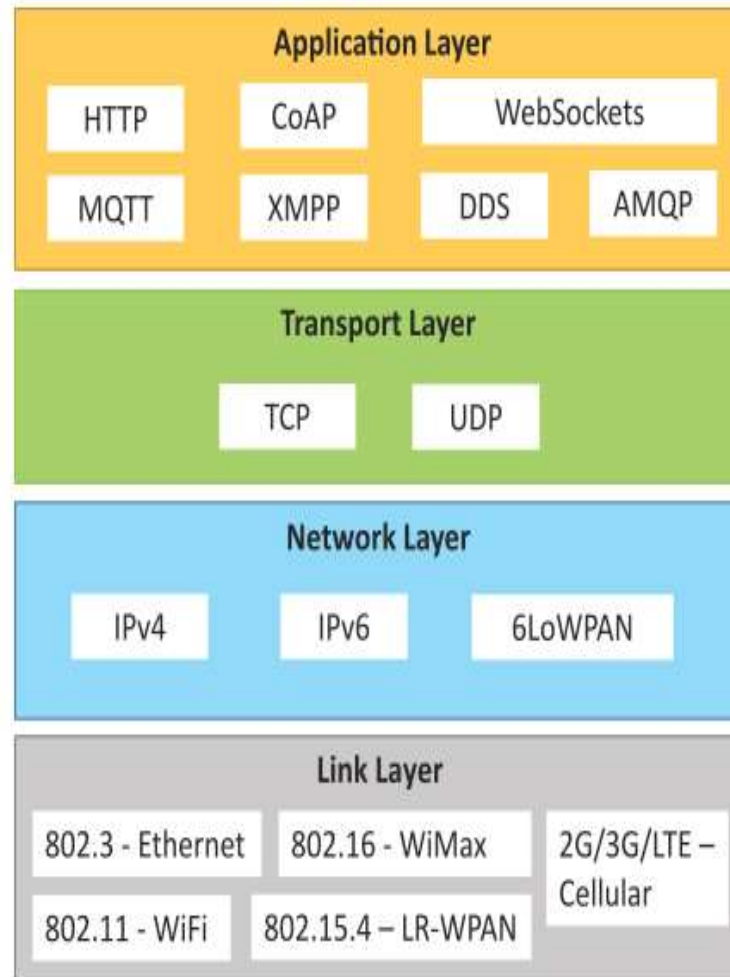 Application Layer
HTTP
CoAP
WebSockets
MQTT
XMPP
DDS
AMQP
Transport Layer
TCP
UDP
Network Layer
IPv4
IPv6
6LoWPAN
Link Layer
802.3 - Ethernet
802.16 - WiMax
2G/3G/LTE –
Cellular
802.11 - WiFi
802.15.4 – LR-WPAN